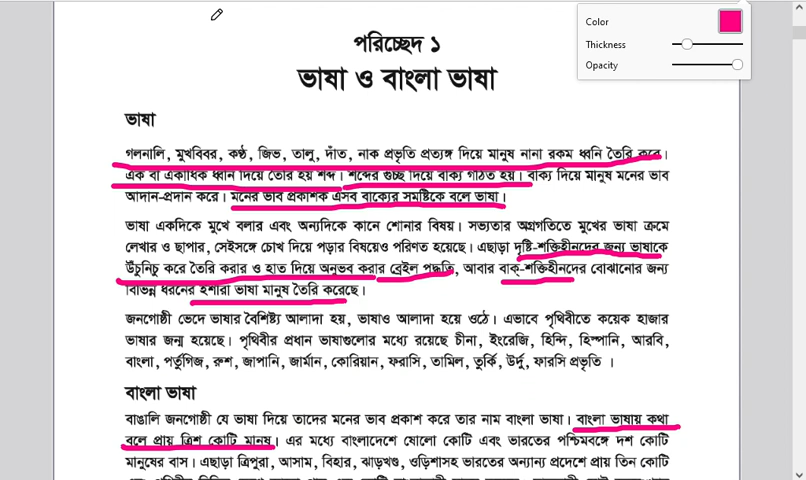 Color
Thickness
Opacity
পরিচ্ছেদ ১
ভাষা ও বাংলা ভাষা
ভাষা
গলনালি, মুখবিবর, কণ্ঠ, জিভ, তালু, দাঁত, নাক প্রভৃতি প্রত্যঙ্গ দিয়ে মানুষ নানা রকম ধ্বনি তৈরি করে।
এক বা একাধিক ধ্বনি দিয়ে তৈরি হয় শব্দ। শব্দের গুচ্ছ দিয়ে বাক্য গঠিত হয়। বাক্য দিয়ে মানুষ মনের ভাব
আদান-প্রদান করে। মনের ভাব প্রকাশক এসব বাক্যের সমষ্টিকে বলে ভাষা।
ভাষা একদিকে মুখে বলার এবং অন্যদিকে কানে শোনার বিষয়। সভ্যতার অগ্রগতিতে মুখের ভাষা ক্রমে
লেখার ও ছাপার, সেইসঙ্গে চোখ দিয়ে পড়ার বিষয়েও পরিণত হয়েছে। এছাড়া দৃষ্টি-শক্তিহীনদের জন্য ভাষাকে
উঁচুনিচু করে তৈরি করার ও হাত দিয়ে অনুভব করার ব্রেইল পদ্ধতি, আবার বাক্-শক্তিহীনদের বোঝানোর জন্য
বিভিন্ন ধরনের ইশারা ভাষা মানুষ তৈরি করেছে।
জনগোষ্ঠী ভেদে ভাষার বৈশিষ্ট্য আলাদা হয়, ভাষাও আলাদা হয়ে ওঠে। এভাবে পৃথিবীতে কয়েক হাজার
ভাষার জন্ম হয়েছে। পৃথিবীর প্রধান ভাষাগুলোর মধ্যে রয়েছে চীনা, ইংরেজি, হিন্দি, হিস্পানি, আরবি,
বাংলা, পর্তুগিজ, রুশ, জাপানি, জার্মান, কোরিয়ান, ফরাসি, তামিল, তুর্কি, উর্দু, ফারসি প্রভৃতি ।
বাংলা ভাষা
বাঙালি জনগোষ্ঠী যে ভাষা দিয়ে তাদের মনের ভাব প্রকাশ করে তার নাম বাংলা ভাষা। বাংলা ভাষায় কথা
বলে প্রায় ত্রিশ কোটি মানুষ। এর মধ্যে বাংলাদেশে ষোলো কোটি এবং ভারতের পশ্চিমবঙ্গে দশ কোটি
মানুষের বাস। এছাড়া ত্রিপুরা, আসাম, বিহার, ঝাড়খণ্ড, ওড়িশাসহ ভারতের অন্যান্য প্রদেশে প্রায় তিন কোটি